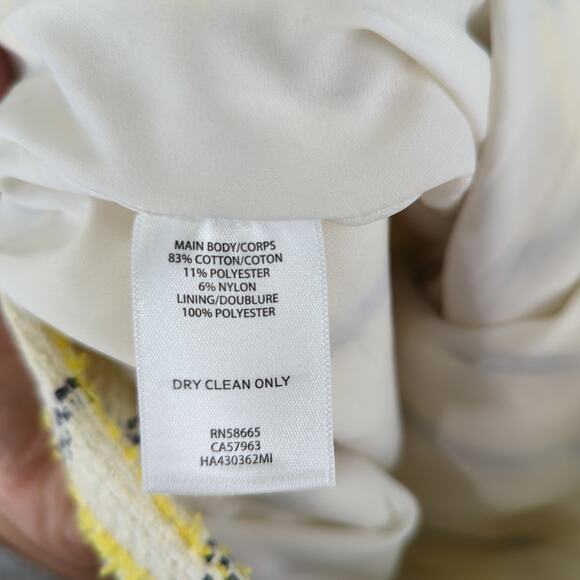 MAIN BODY/CORPS
83% COTTON/COTON
11% POLYESTER
6% NYLON
LINING/DOUBLURE
100% POLYESTER
DRY CLEAN ONLY
RN58665
CA57963
HA430362MI